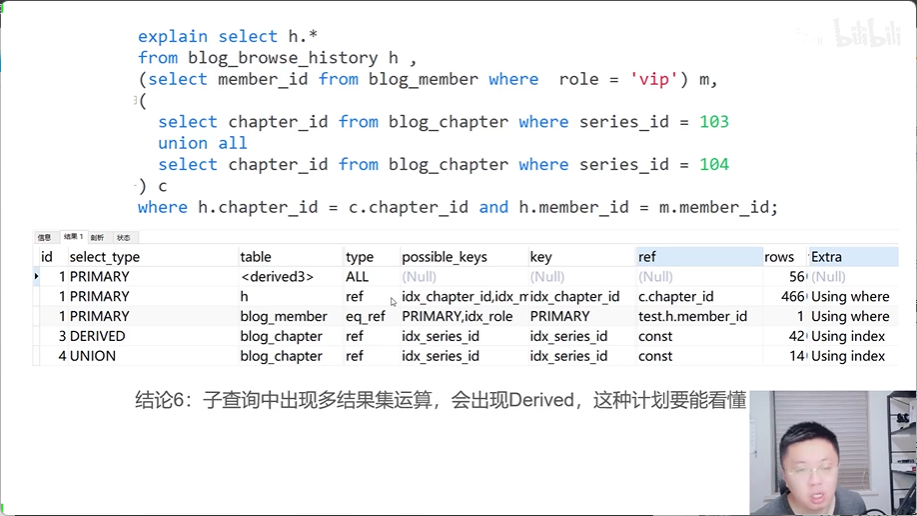 bilibili
explain select h.*
from blog_browse_history h ,
(select member_id from blog_member where role = 'vip') m,
(
select chapter_id from blog_chapter where series_id = 103
union all
select chapter_id from blog_chapter where series_id = 104
) c
where h.chapter_id = c.chapter_id and h.member_id = m.member_id;
信息 结果 1 剖析 状态
id select_type table type possible_keys key ref rows Extra
1 PRIMARY <derived3> ALL (Null) (Null) (Null) 56 (Null)
1 PRIMARY h ref idx_chapter_id,idx_m idx_chapter_id c.chapter_id 466 Using where
1 PRIMARY blog_member eq_ref PRIMARY,idx_role PRIMARY test.h.member_id 1 Using where
3 DERIVED blog_chapter ref idx_series_id idx_series_id const 42 Using index
4 UNION blog_chapter ref idx_series_id idx_series_id const 14 Using index
结论6：子查询中出现多结果集运算，会出现Derived，这种计划要能看懂